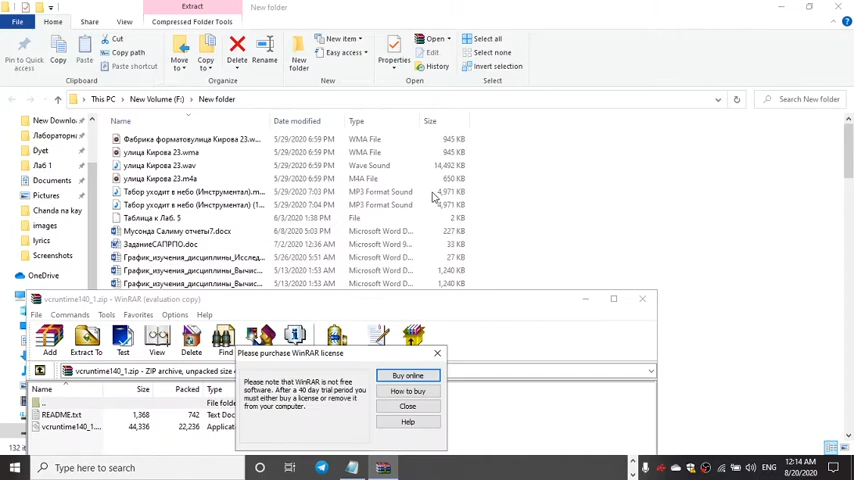 Extract New folder
File Home Share View Compressed Folder Tools
Pin to Quick access Copy Paste Cut Copy path Paste shortcut Move to Copy to Delete Rename New folder New item Easy access Properties Open Edit History Select all Select none Invert selection
Clipboard Organize New Open Select
This PC New Volume (F:) New folder Search New folder
Name Date modified Type Size
New Downlo...
Лабораторна
Dyet
Лаб 1
Documents
Pictures
Chanda na kay
images
lyrics
Screenshots
OneDrive
Фабрика форматовулица Кирова 23.w... 5/29/2020 6:59 PM WMA File 945 KB
улица Кирова 23.wma 5/29/2020 6:59 PM WMA File 945 KB
улица Кирова 23.wav 5/29/2020 6:59 PM Wave Sound 14,492 KB
улица Кирова 23.m4a 5/29/2020 6:59 PM M4A File 650 KB
Табор уходит в небо (Инструментал).m... 5/29/2020 7:03 PM MP3 Format Sound 4,971 KB
Табор уходит в небо (Инструментал) (1... 5/29/2020 7:04 PM MP3 Format Sound 4,971 KB
Таблица к Лаб. 5 6/3/2020 1:38 PM File 2 KB
Мусонда Салиму отчеты7.docx 6/8/2020 5:03 PM Microsoft Word D... 227 KB
ЗаданиеСАПРПО.doc 7/2/2020 12:36 AM Microsoft Word 9... 33 KB
График_изучения_дисциплины_Исслед... 5/26/2020 1:51 AM Microsoft Word D... 27 KB
График_изучения_дисциплины_Вычис... 5/13/2020 1:53 AM Microsoft Word D... 1,240 KB
График_изучения_дисциплины_Вычис... 5/13/2020 1:53 AM Microsoft Word D... 1,240 KB
vcruntime140_1.zip - WinRAR (evaluation copy)
File Commands Tools Favorites Options Help
Add Extract To Test View Delete Find
vcruntime140_1.zip - ZIP archive, unpacked size
Name Size Packed Type
.. File folder
README.txt 1,368 742 Text Doc
vcruntime140_1.... 44,336 22,236 Applicati
Please purchase WinRAR license
Please note that WinRAR is not free
software. After a 40 day trial period you
must either buy a license or remove it
from your computer.
Buy online
How to buy
Close
Help
132 it
Type here to search
ENG 12:14 AM
8/20/2020